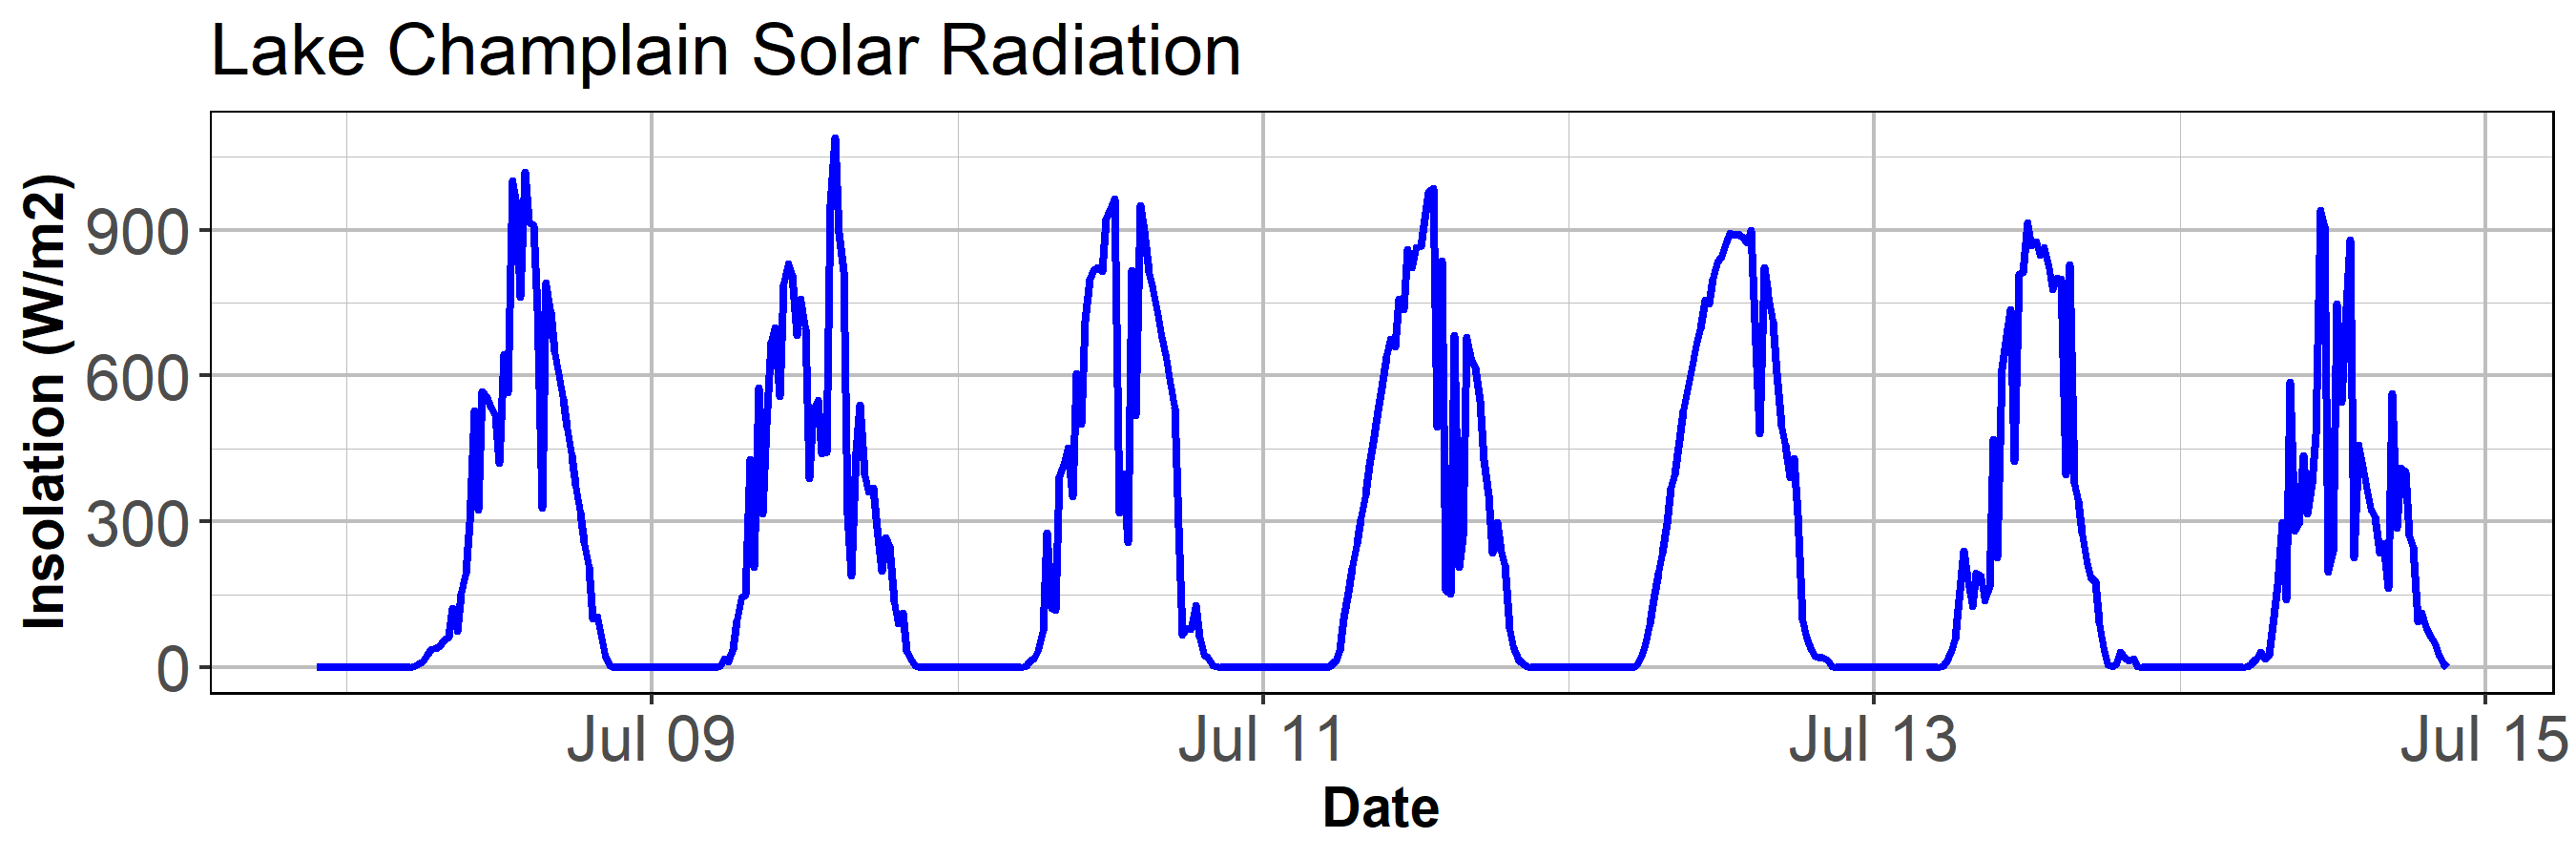 Lake Champlain Solar Radiation
Insolation (W/m2)
900
600
300
0
Jul 09 Jul 11 Jul 13 Jul 15
Date